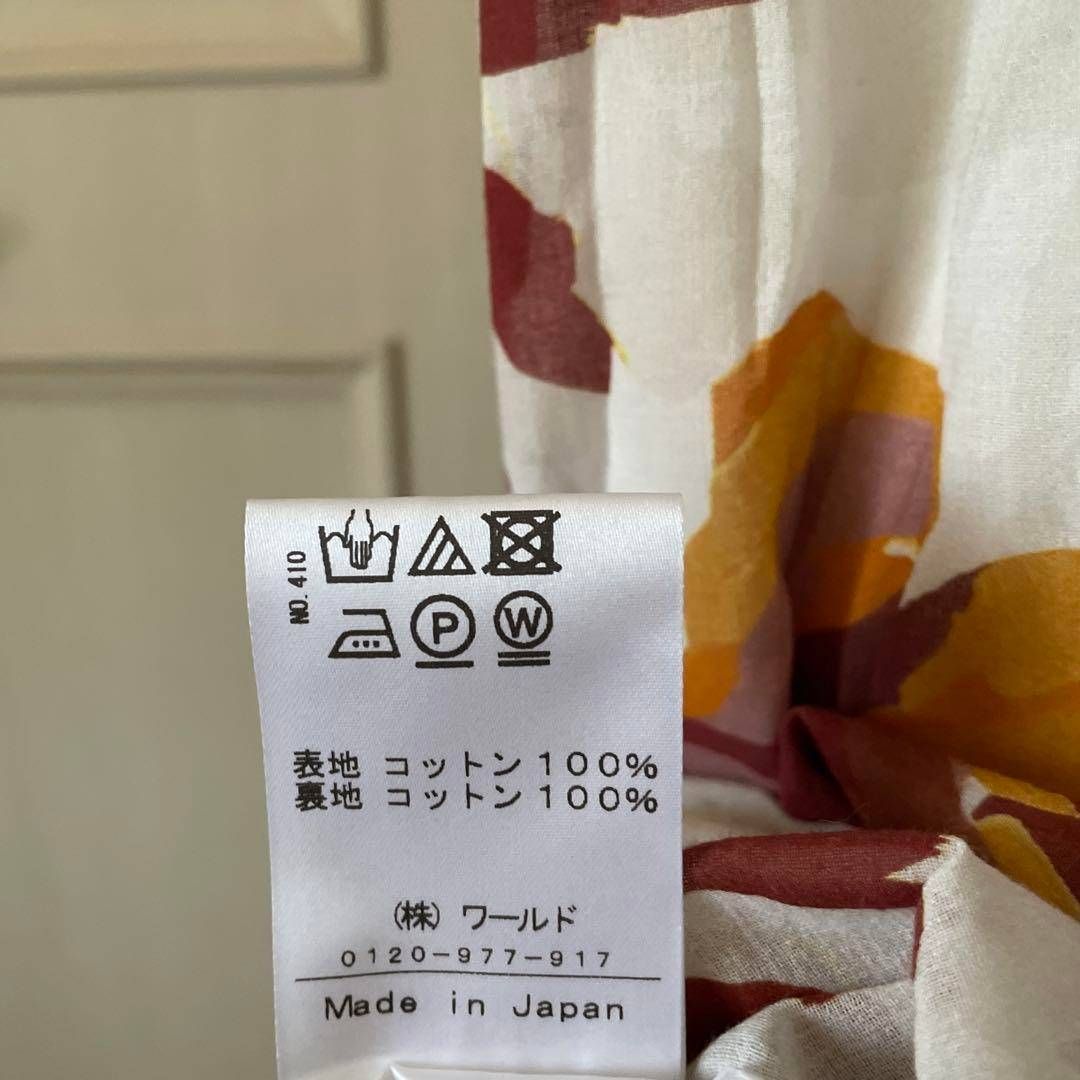 NO.410
P W
表地 コットン100%
裏地 コットン100%
(株) ワールド
0120-977-917
Made in Japan